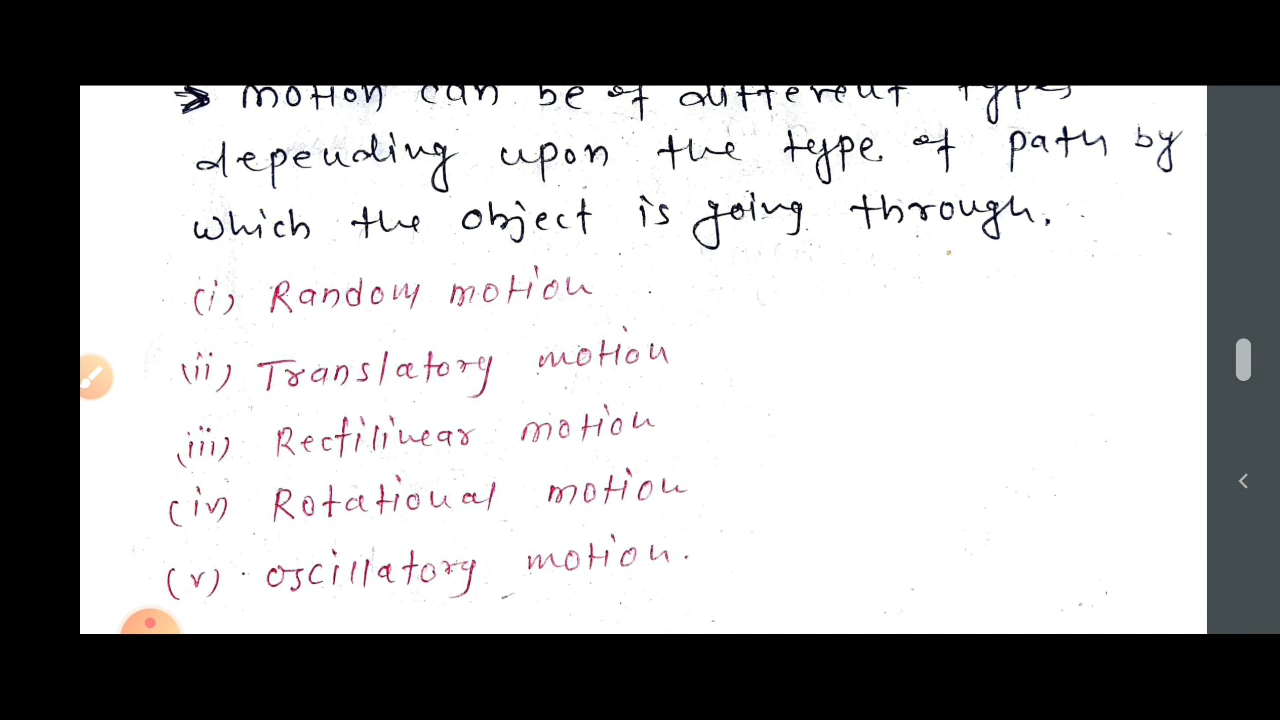 → Motion can be of different types
depending upon the type of path by
which the object is going through.
(i) Random motion
(ii) Translatory motion
(iii) Rectilinear motion
(iv) Rotational motion
(v) Oscillatory motion.